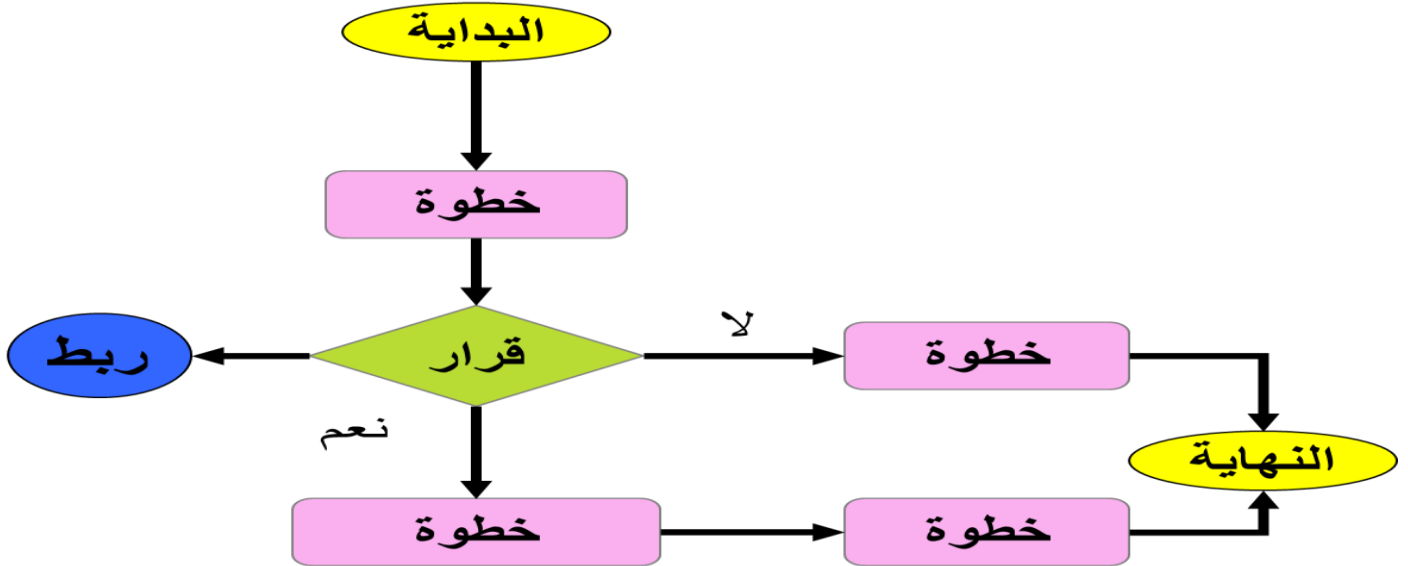 البداية
خطوة
لا
ربط
قرار
خطوة
نعم
النهاية
خطوة
خطوة